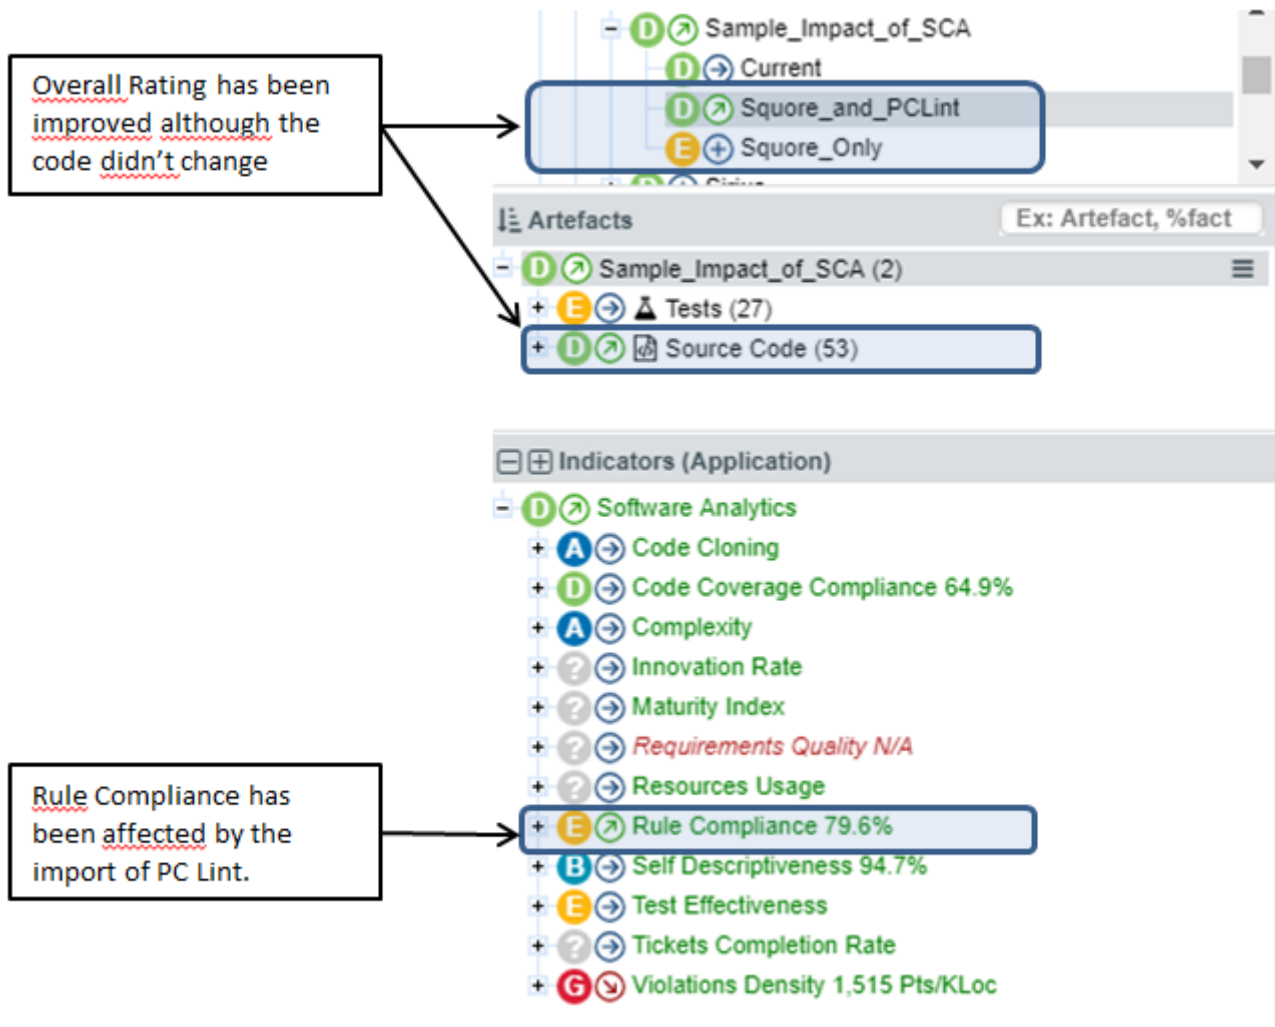 Sample_Impact_of_SCA
D
Current
D
Squore_and_PCLint
D
Squore_Only
E
Overall Rating has been
improved although the
code didn't change
Artefacts
Ex: Artefact, %fact
D Sample_Impact_of_SCA (2)
E Tests (27)
D Source Code (53)
Indicators (Application)
D Software Analytics
A Code Cloning
D Code Coverage Compliance 64.9%
A Complexity
? Innovation Rate
? Maturity Index
? Requirements Quality N/A
? Resources Usage
E Rule Compliance 79.6%
B Self Descriptiveness 94.7%
E Test Effectiveness
? Tickets Completion Rate
G Violations Density 1,515 Pts/KLoc
Rule Compliance has
been affected by the
import of PC Lint.